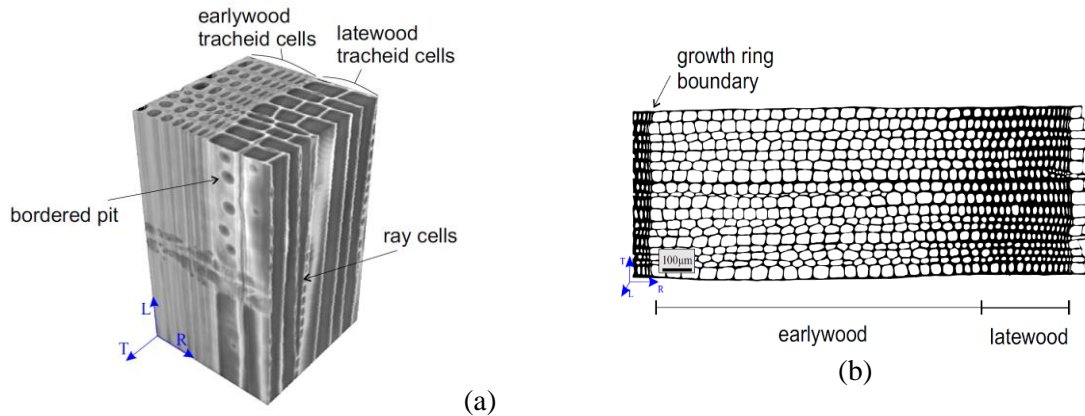 earlywood
tracheid cells
latewood
tracheid cells
bordered pit
ray cells
L
T
R
(a)
growth ring
boundary
T
100µm
L
R
earlywood
latewood
(b)